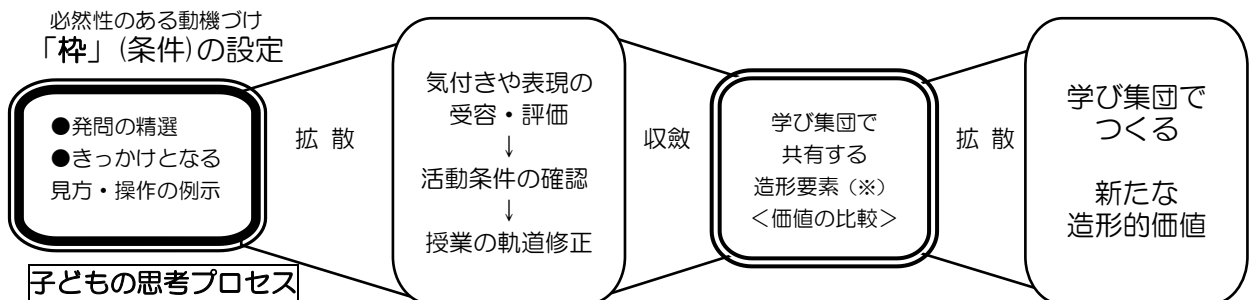 必然性のある動機づけ
「枠」(条件)の設定
●発問の精選
●きっかけとなる
見方・操作の例示
拡 散
気付きや表現の
受容・評価
↓
活動条件の確認
↓
授業の軌道修正
収斂
学び集団で
共有する
造形要素（※）
＜価値の比較＞
拡 散
学び集団で
つくる
新たな
造形的価値
子どもの思考プロセス